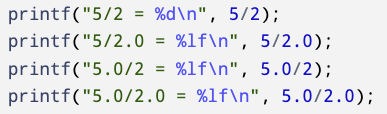 printf("5/2 = %d\n", 5/2);
printf("5/2.0 = %lf\n", 5/2.0);
printf("5.0/2 = %lf\n", 5.0/2);
printf("5.0/2.0 = %lf\n", 5.0/2.0);